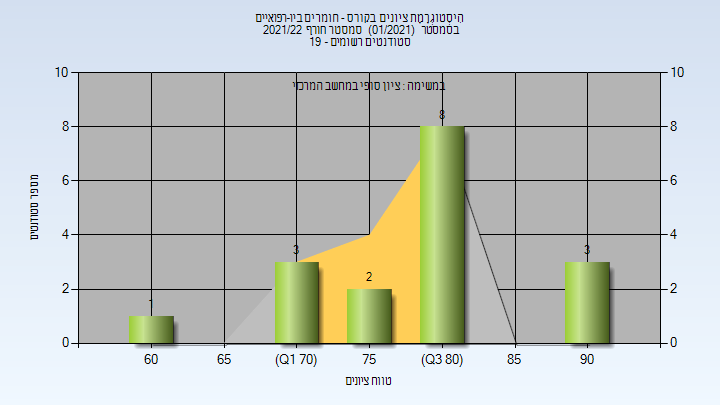 היסטוגרמת ציונים בקורס - חומרים ביו-רפואיים
בסמסטר (01/2021) סמסטר חורף 2021/22
סטודנטים רשומים - 19
במשימה : ציון סופי במחשב המרכזי
10 10
8 8
6 6
4 4
2 2
0 0
1 3 2 8 3
מספר סטודנטים
60 65 (Q1 70) 75 (Q3 80) 85 90
טווח ציונים